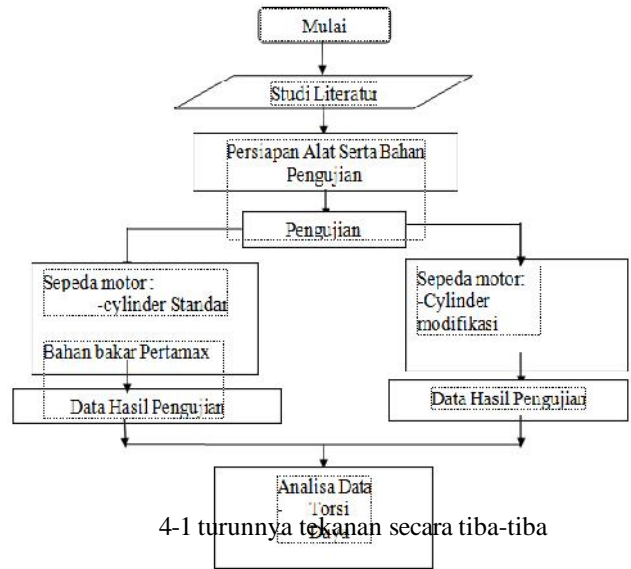 Mulai
Studi Literatur
Persiapan Alat Serta Bahan
Pengujian
Pengujian
Sepeda motor :
-cylinder Standar
Bahan bakar Pertamax
Sepeda motor:
-Cylinder
modifikasi
Data Hasil Pengujian
Data Hasil Pengujian
Analisa Data
- Torsi
4-1 turunnya tekanan secara tiba-tiba